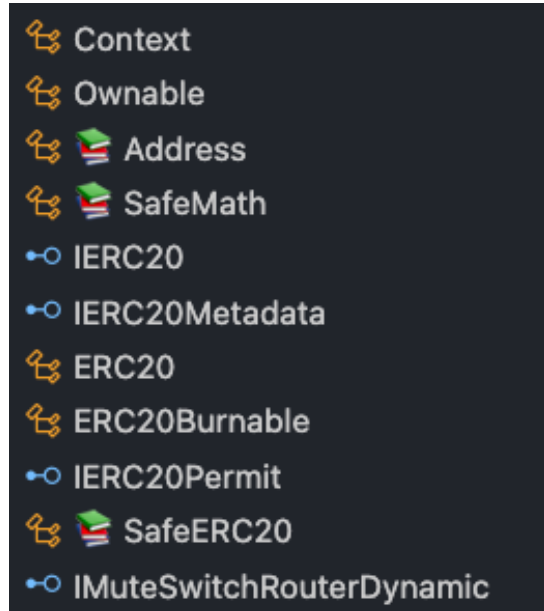 Context
Ownable
Address
SafeMath
IERC20
IERC20Metadata
ERC20
ERC20Burnable
IERC20Permit
SafeERC20
IMuteSwitchRouterDynamic